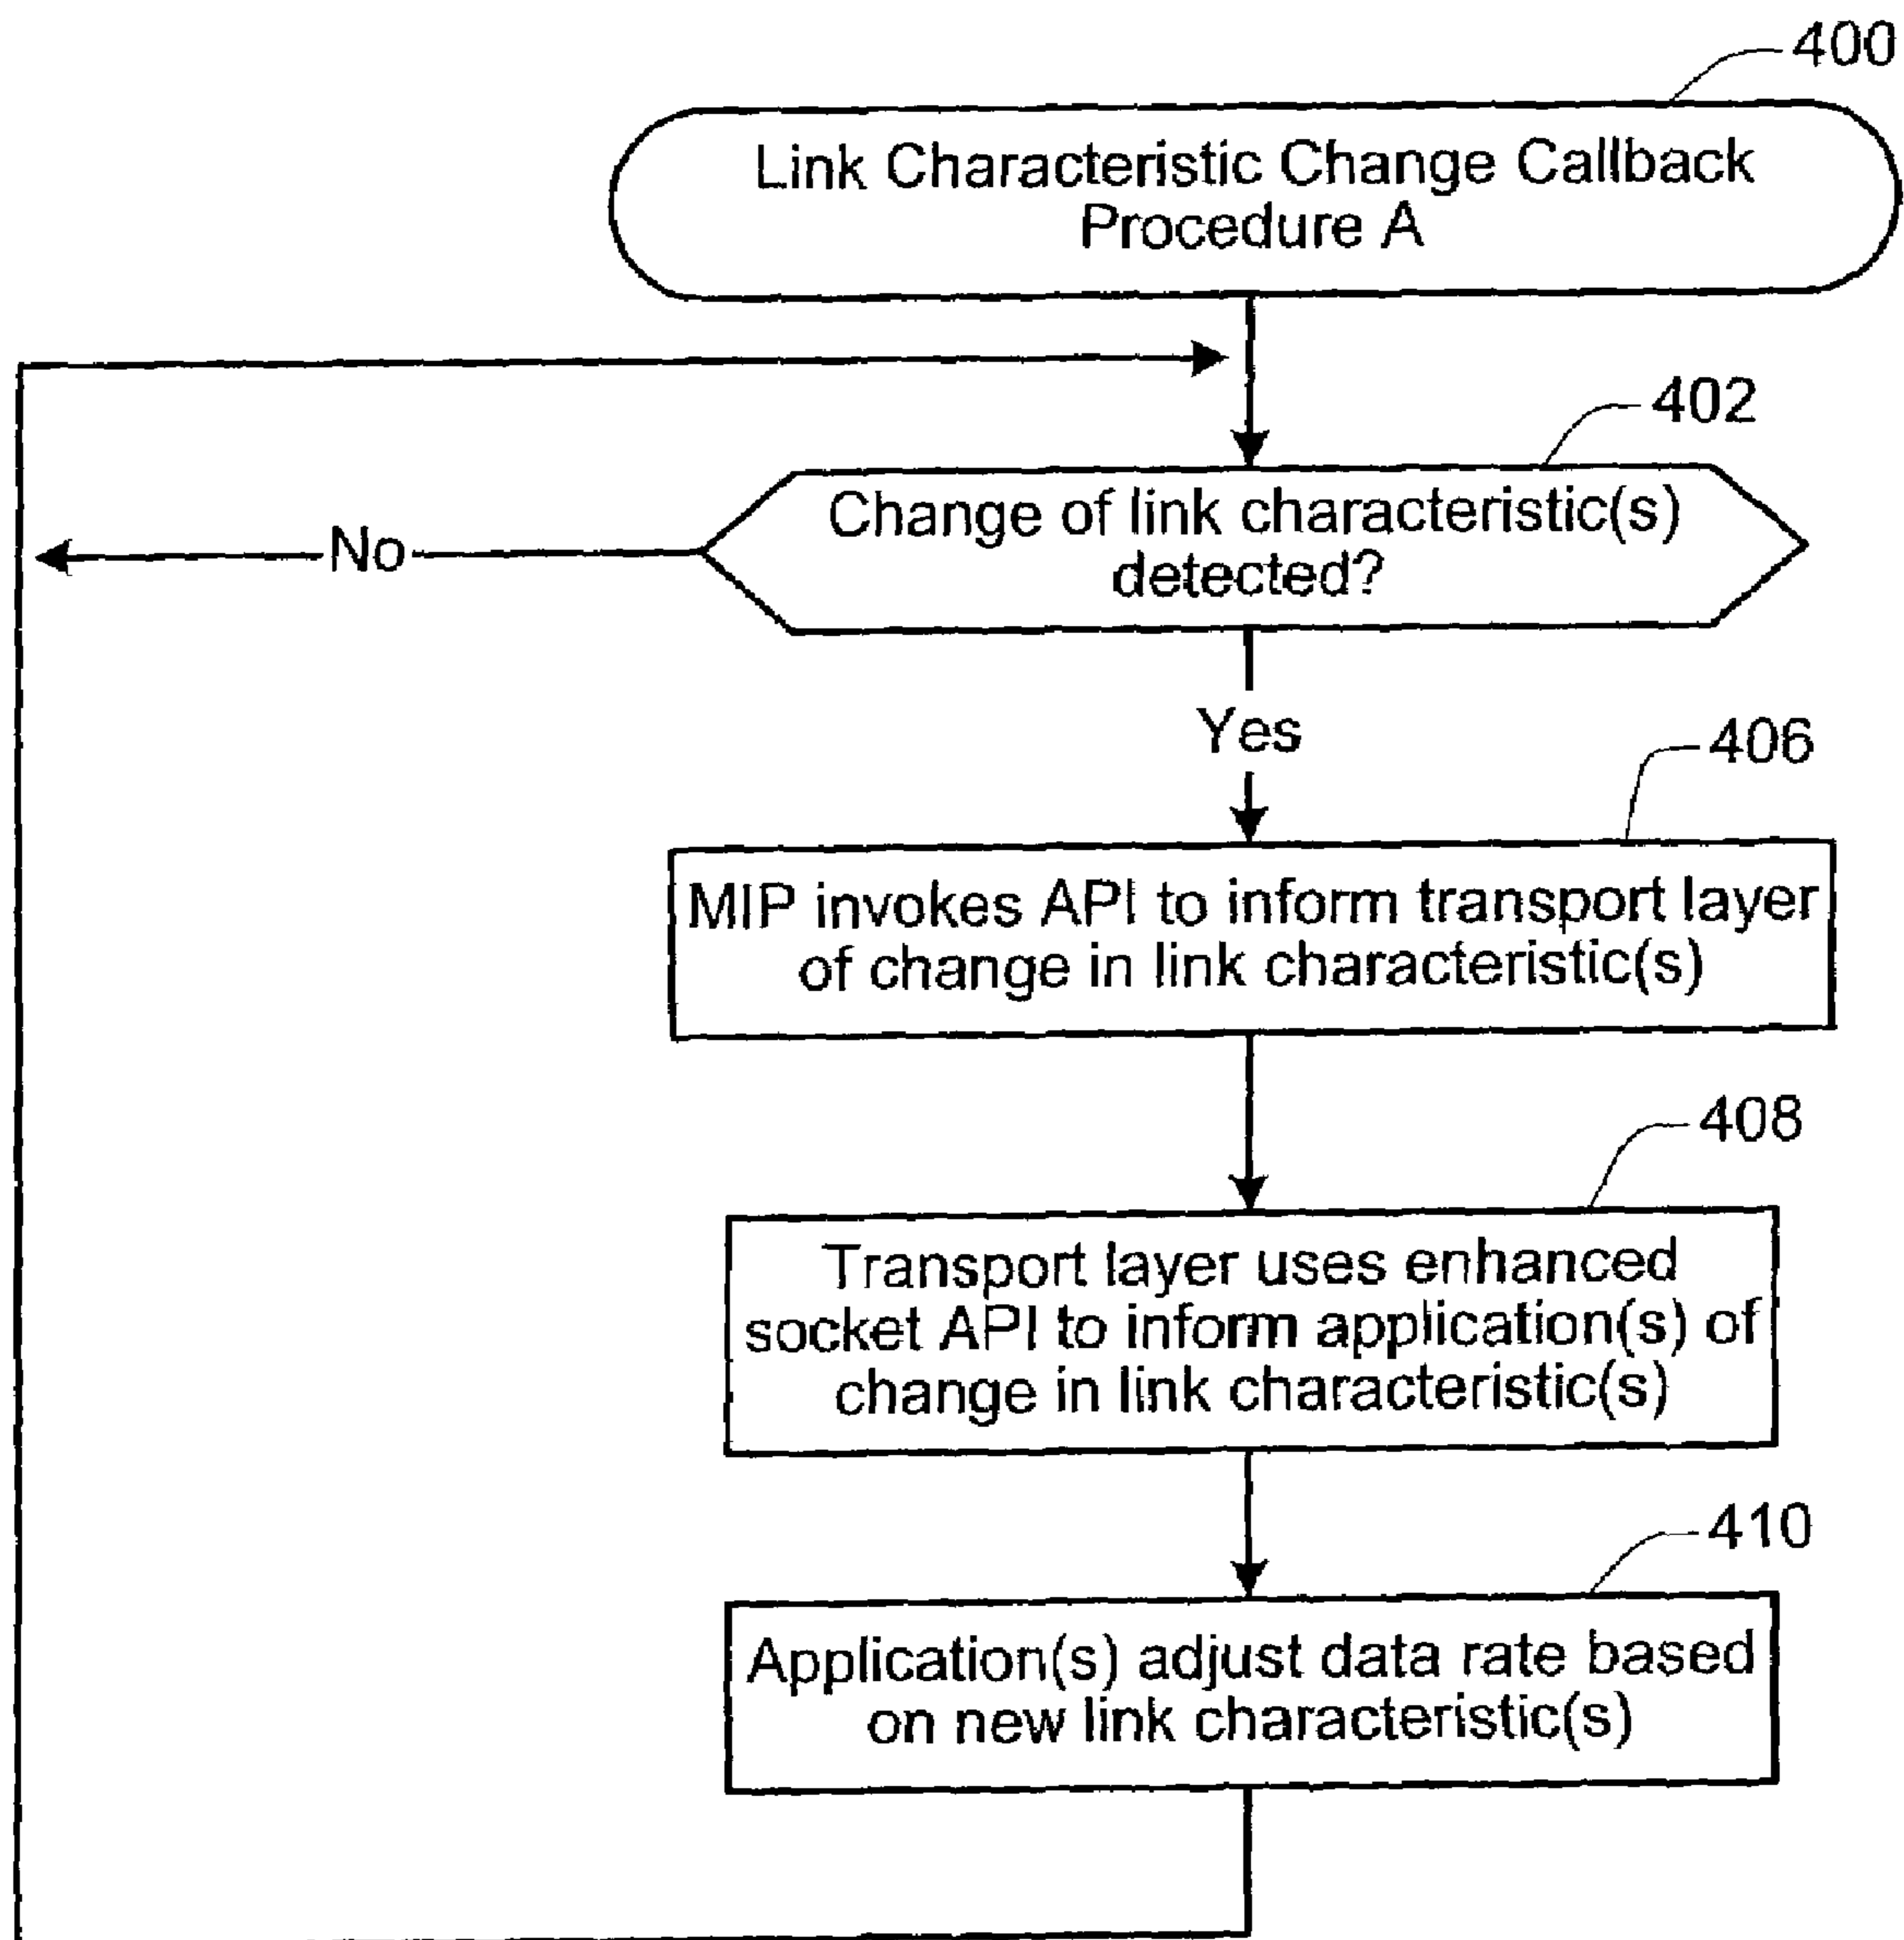 400
Link Characteristic Change Callback
Procedure A
402
Change of link characteristic(s)
detected?
No
Yes
406
MIP invokes API to inform transport layer
of change in link characteristic(s)
408
Transport layer uses enhanced
socket API to inform application(s) of
change in link characteristic(s)
410
Application(s) adjust data rate based
on new link characteristic(s)